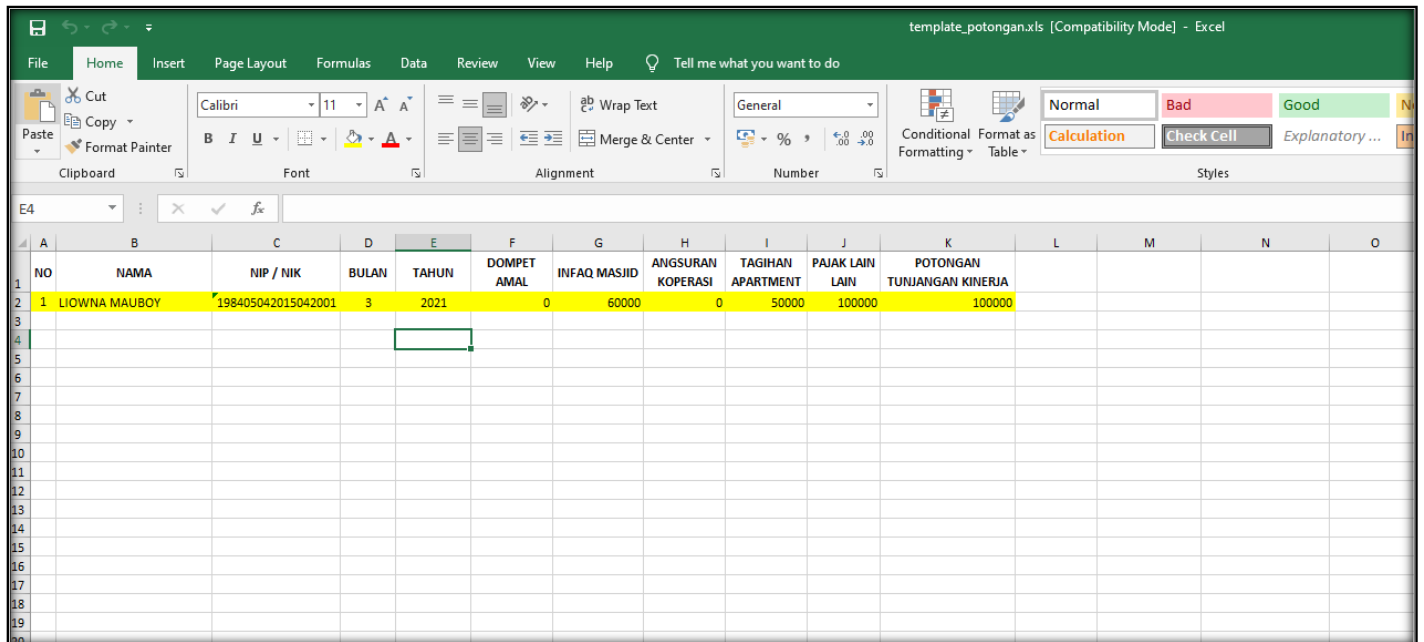 template_potongan.xls [Compatibility Mode] - Excel
File Home Insert Page Layout Formulas Data Review View Help Tell me what you want to do
Cut
Copy
Format Painter
Paste
Clipboard
Calibri 11 A A
B I U A
Font
ab Wrap Text
Merge & Center
Alignment
General
% , .00
Number
Conditional Formatting
Format as Table
Normal Bad Good
Calculation Check Cell Explanatory ...
Styles
E4 fx
A B C D E F G H I J K L M N O
1 NO NAMA NIP / NIK BULAN TAHUN DOMPET AMAL INFAQ MASJID ANGSURAN KOPERASI TAGIHAN APARTMENT PAJAK LAIN LAIN POTONGAN TUNJANGAN KINERJA
2 1 LIOWNA MAUBOY 198405042015042001 3 2021 0 60000 0 50000 100000 100000
3
4
5
6
7
8
9
10
11
12
13
14
15
16
17
18
19